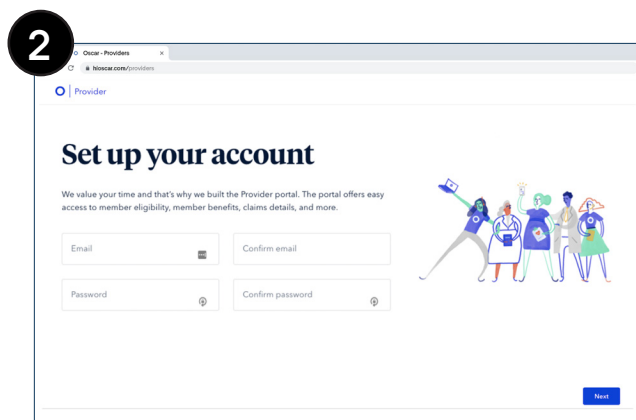 2
Oscar - Providers
hioscar.com/providers
Provider
Set up your account
We value your time and that's why we built the Provider portal. The portal offers easy
access to member eligibility, member benefits, claims details, and more.
Email
Confirm email
Password
Confirm password
Next